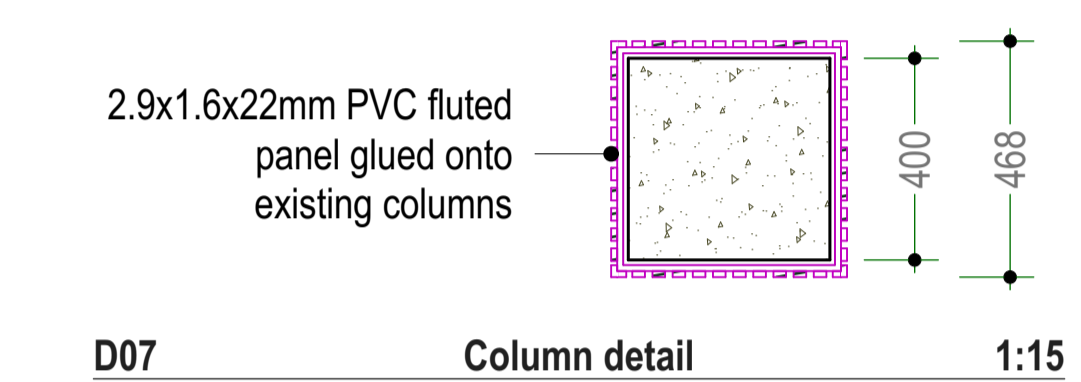 2.9x1.6x22mm PVC fluted
panel glued onto
existing columns
400
468
D07 Column detail 1:15